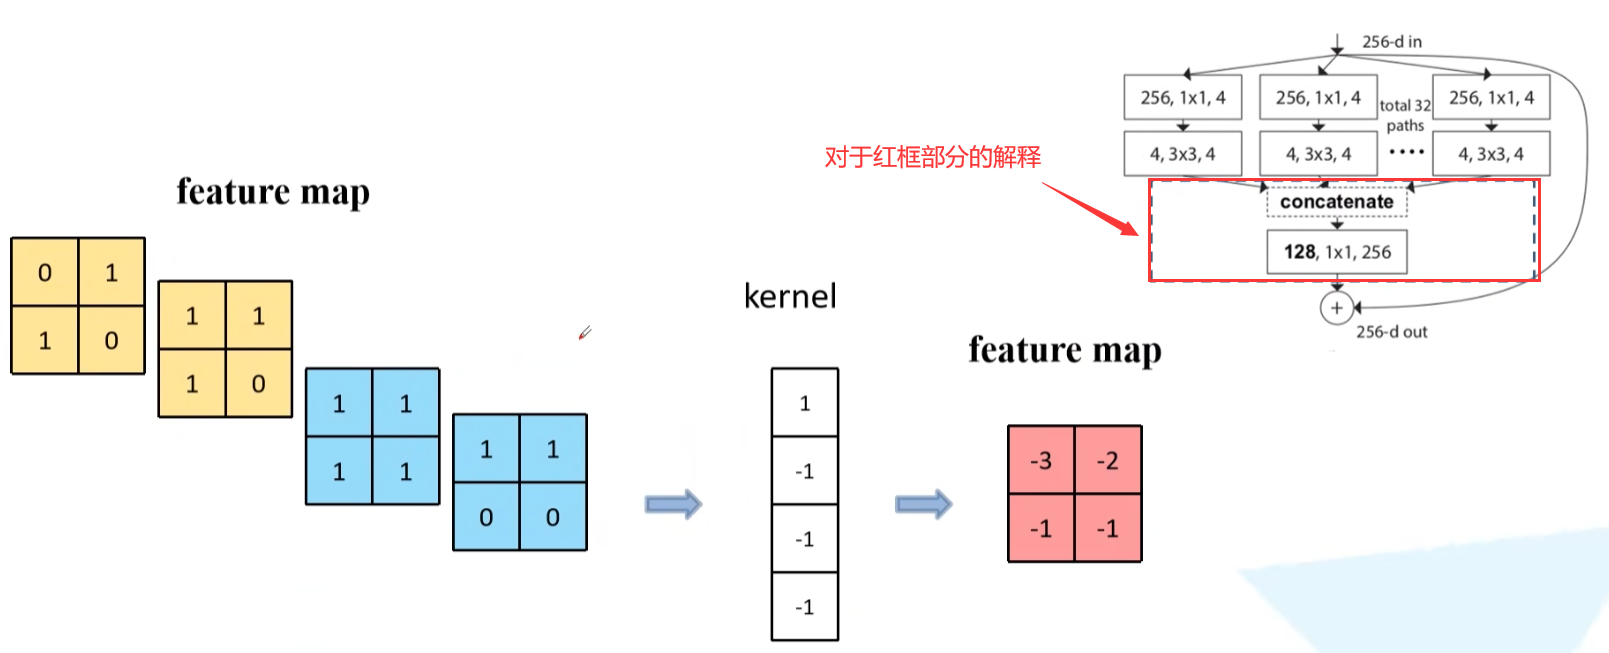 feature map
0 1
1 0
1 1
1 0
1 1
1 1
1 1
0 0
kernel
1
-1
-1
-1
feature map
-3 -2
-1 -1
对于红框部分的解释
256-d in
256, 1x1, 4
256, 1x1, 4
total 32
paths
256, 1x1, 4
4, 3x3, 4
4, 3x3, 4
····
4, 3x3, 4
concatenate
128, 1x1, 256
+
256-d out